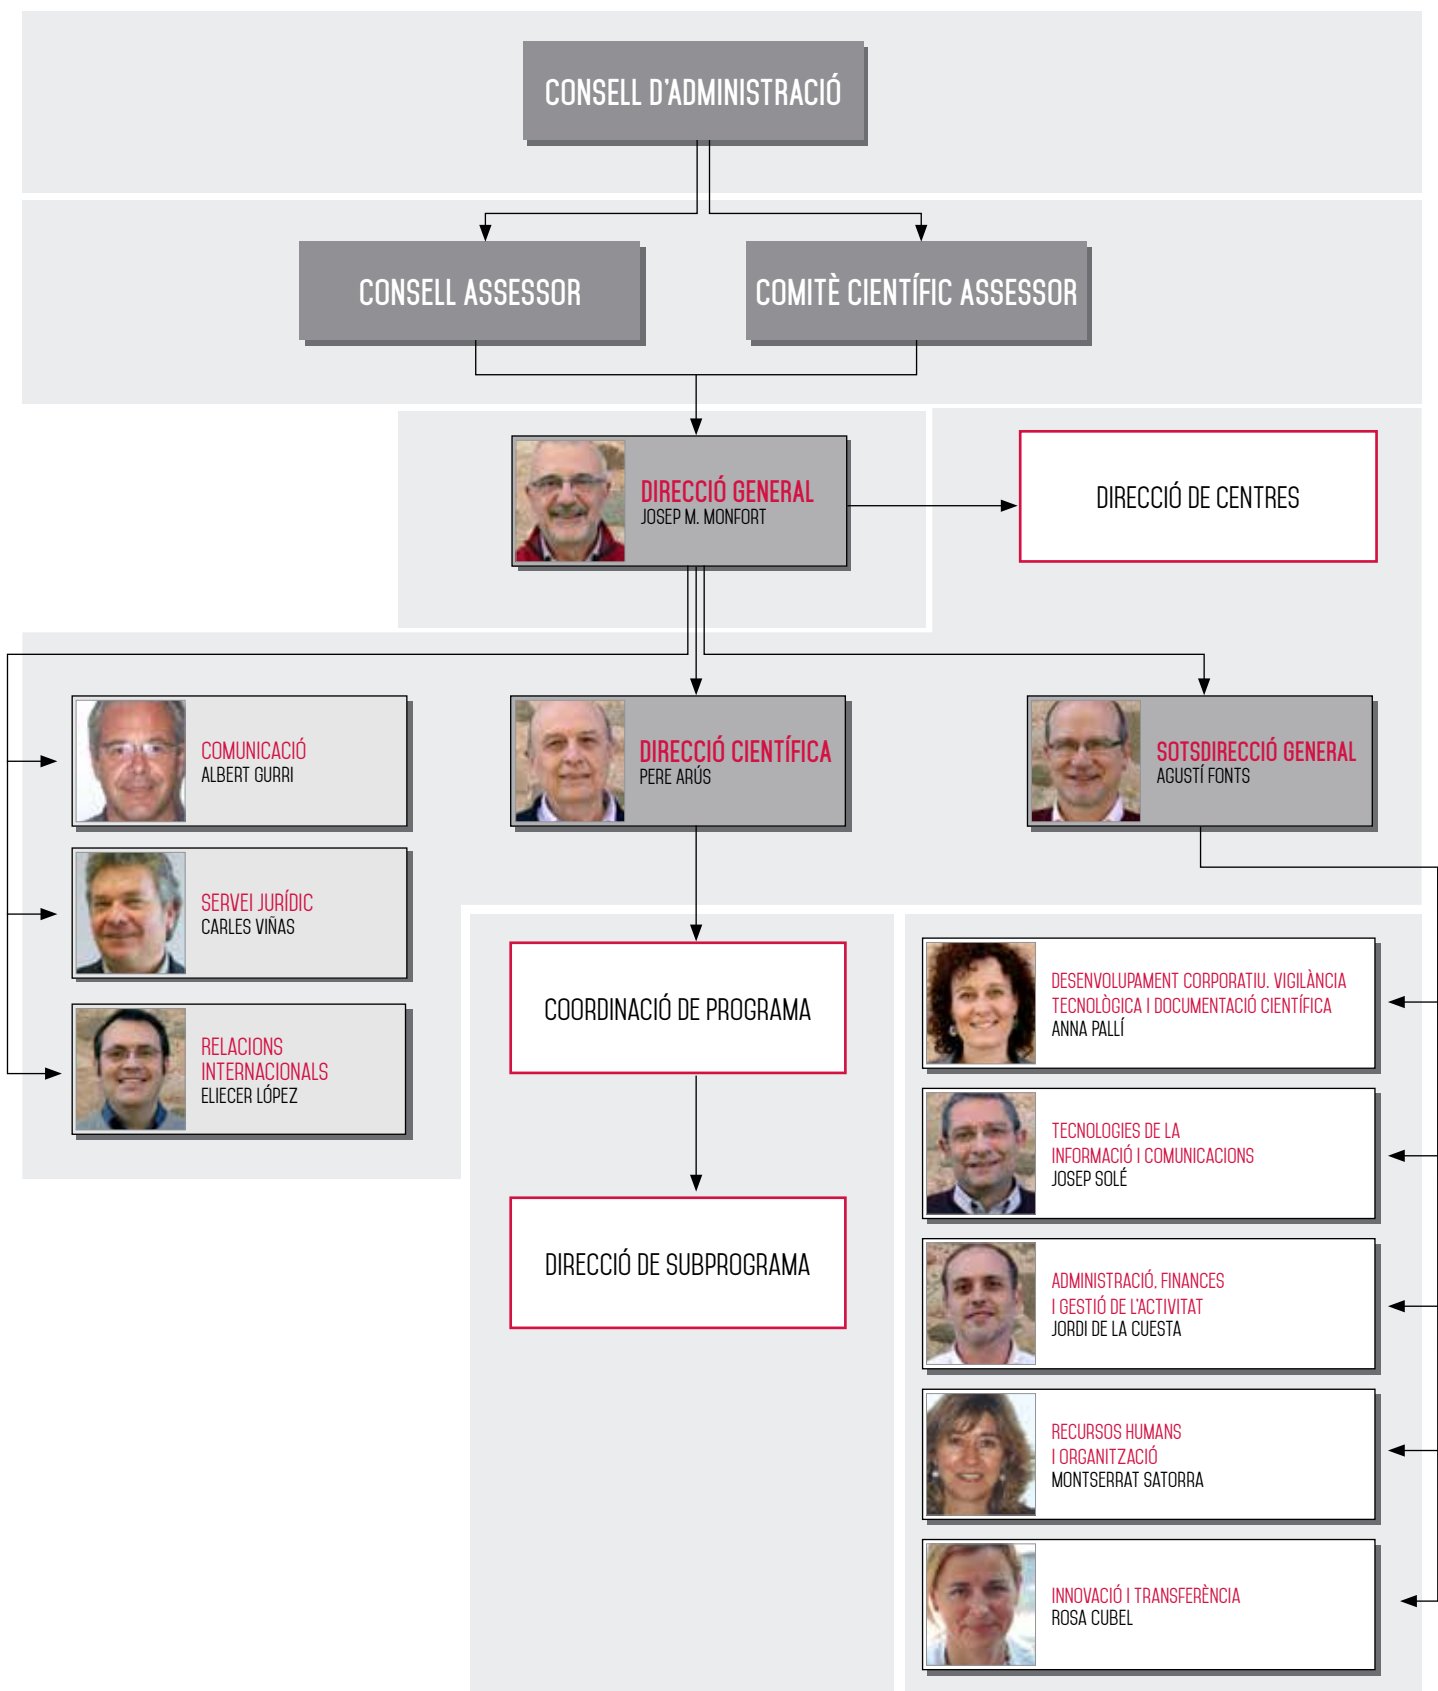 CONSELL D'ADMINISTRACIÓ
CONSELL ASSESSOR
COMITÈ CIENTÍFIC ASSESSOR
DIRECCIÓ GENERAL
JOSEP M. MONFORT
DIRECCIÓ DE CENTRES
COMUNICACIÓ
ALBERT GURRI
DIRECCIÓ CIENTÍFICA
PERE ARÚS
SOTSDIRECCIÓ GENERAL
AGUSTÍ FONTS
SERVEI JURÍDIC
CARLES VIÑAS
RELACIONS
INTERNACIONALS
ELIECER LÓPEZ
COORDINACIÓ DE PROGRAMA
DIRECCIÓ DE SUBPROGRAMA
DESENVOLUPAMENT CORPORATIU. VIGILÀNCIA
TECNOLÒGICA I DOCUMENTACIÓ CIENTÍFICA
ANNA PALLÍ
TECNOLOGIES DE LA
INFORMACIÓ I COMUNICACIONS
JOSEP SOLÉ
ADMINISTRACIÓ, FINANCES
I GESTIÓ DE L'ACTIVITAT
JORDI DE LA CUESTA
RECURSOS HUMANS
I ORGANITZACIÓ
MONTSERRAT SATORRA
INNOVACIÓ I TRANSFERÈNCIA
ROSA CUBEL